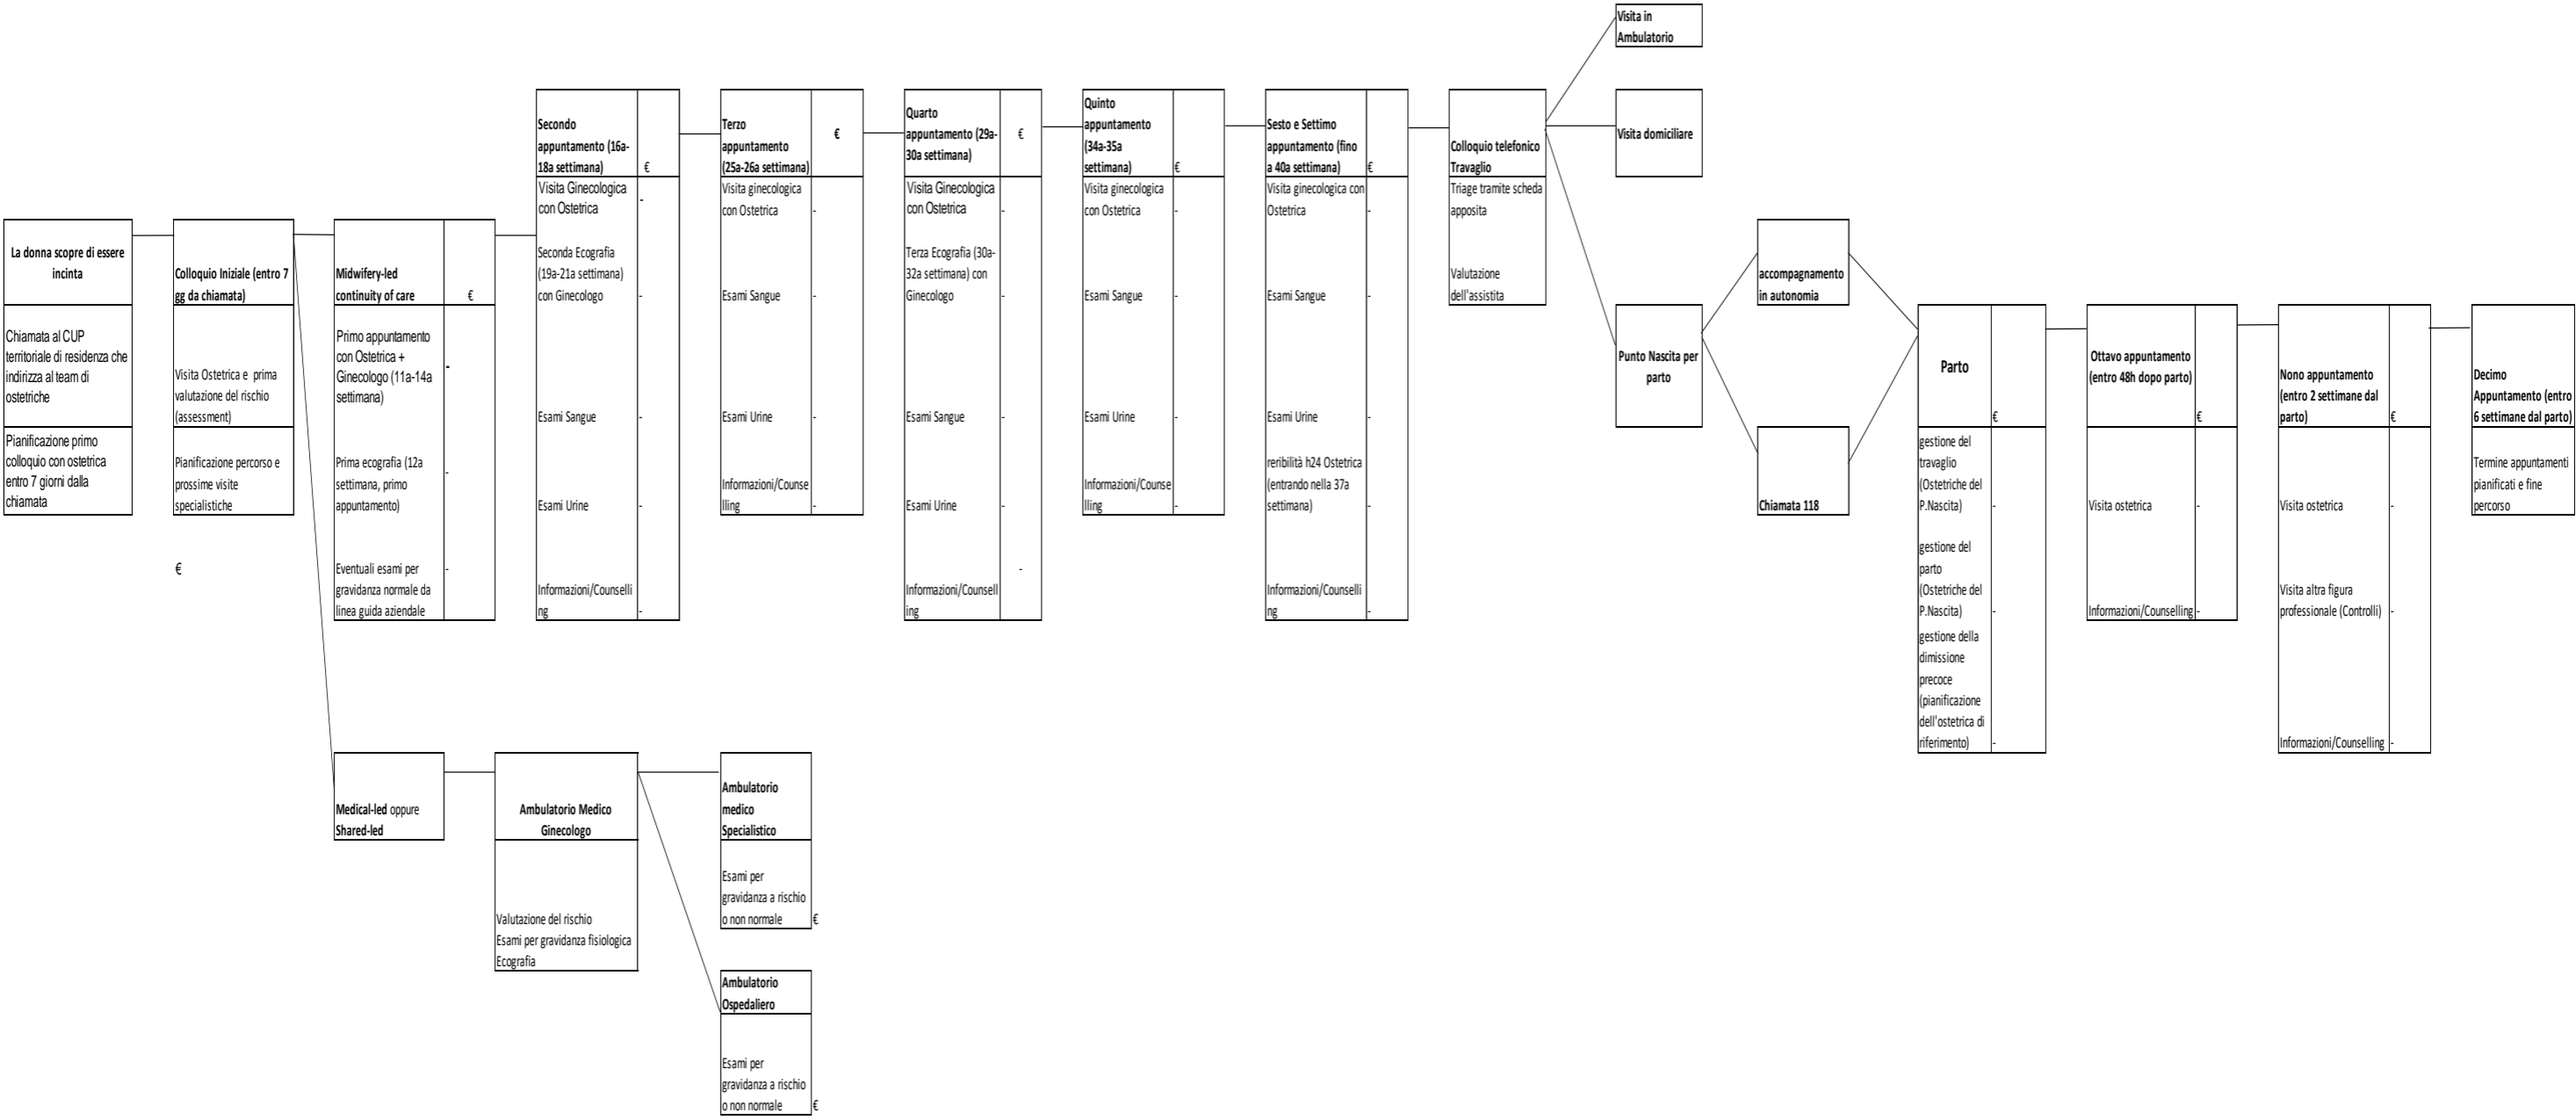 La donna scopre di essere
incinta
Chiamata al CUP
territoriale di residenza che
indirizza al team di
ostetriche
Pianificazione primo
colloquio con ostetrica
entro 7 giorni dalla
chiamata
Colloquio Iniziale (entro 7
gg da chiamata)
Visita Ostetrica e prima
valutazione del rischio
(assessment)
Pianificazione percorso e
prossime visite
specialistiche
€
Midwifery-led
continuity of care
€
Primo appuntamento
con Ostetrica +
Ginecologo (11a-14a
settimana)
-
Prima ecografia (12a
settimana, primo
appuntamento)
-
Eventuali esami per
gravidanza normale da
linea guida aziendale
-
Secondo
appuntamento (16a-
18a settimana)
€
Visita Ginecologica
con Ostetrica
-
Seconda Ecografia
(19a-21a settimana)
con Ginecologo
-
Esami Sangue
-
Esami Urine
-
Informazioni/Counselli
ng
-
Terzo
appuntamento
(25a-26a settimana)
€
Visita ginecologica
con Ostetrica
-
Esami Sangue
-
Esami Urine
-
Informazioni/Counse
lling
-
Quarto
appuntamento (29a-
30a settimana)
€
Visita Ginecologica
con Ostetrica
-
Terza Ecografia (30a-
32a settimana) con
Ginecologo
-
Esami Sangue
-
Esami Urine
-
Informazioni/Counsell
ing
-
Quinto
appuntamento
(34a-35a
settimana)
€
Visita ginecologica
con Ostetrica
-
Esami Sangue
-
Esami Urine
-
Informazioni/Counse
lling
-
Sesto e Settimo
appuntamento (fino
a 40a settimana)
€
Visita ginecologica con
Ostetrica
-
Esami Sangue
-
Esami Urine
-
reribilità h24 Ostetrica
(entrando nella 37a
settimana)
-
Informazioni/Counselli
ng
-
Colloquio telefonico
Travaglio
Triage tramite scheda
apposita
Valutazione
dell'assistita
Visita in
Ambulatorio
Visita domiciliare
Punto Nascita per
parto
accompagnamento
in autonomia
Chiamata 118
Parto
€
gestione del
travaglio
(Ostetriche del
P.Nascita)
-
gestione del
parto
(Ostetriche del
P.Nascita)
-
gestione della
dimissione
precoce
(pianificazione
dell'ostetrica di
riferimento)
-
Ottavo appuntamento
(entro 48h dopo parto)
€
Visita ostetrica
-
Informazioni/Counselling
-
Nono appuntamento
(entro 2 settimane dal
parto)
€
Visita ostetrica
-
Visita altra figura
professionale (Controlli)
-
Informazioni/Counselling
-
Decimo
Appuntamento (entro
6 settimane dal parto)
Termine appuntamenti
pianificati e fine
percorso
Medical-led oppure
Shared-led
Ambulatorio Medico
Ginecologo
Valutazione del rischio
Esami per gravidanza fisiologica
Ecografia
Ambulatorio
medico
Specialistico
Esami per
gravidanza a rischio
o non normale
€
Ambulatorio
Ospedaliero
Esami per
gravidanza a rischio
o non normale
€